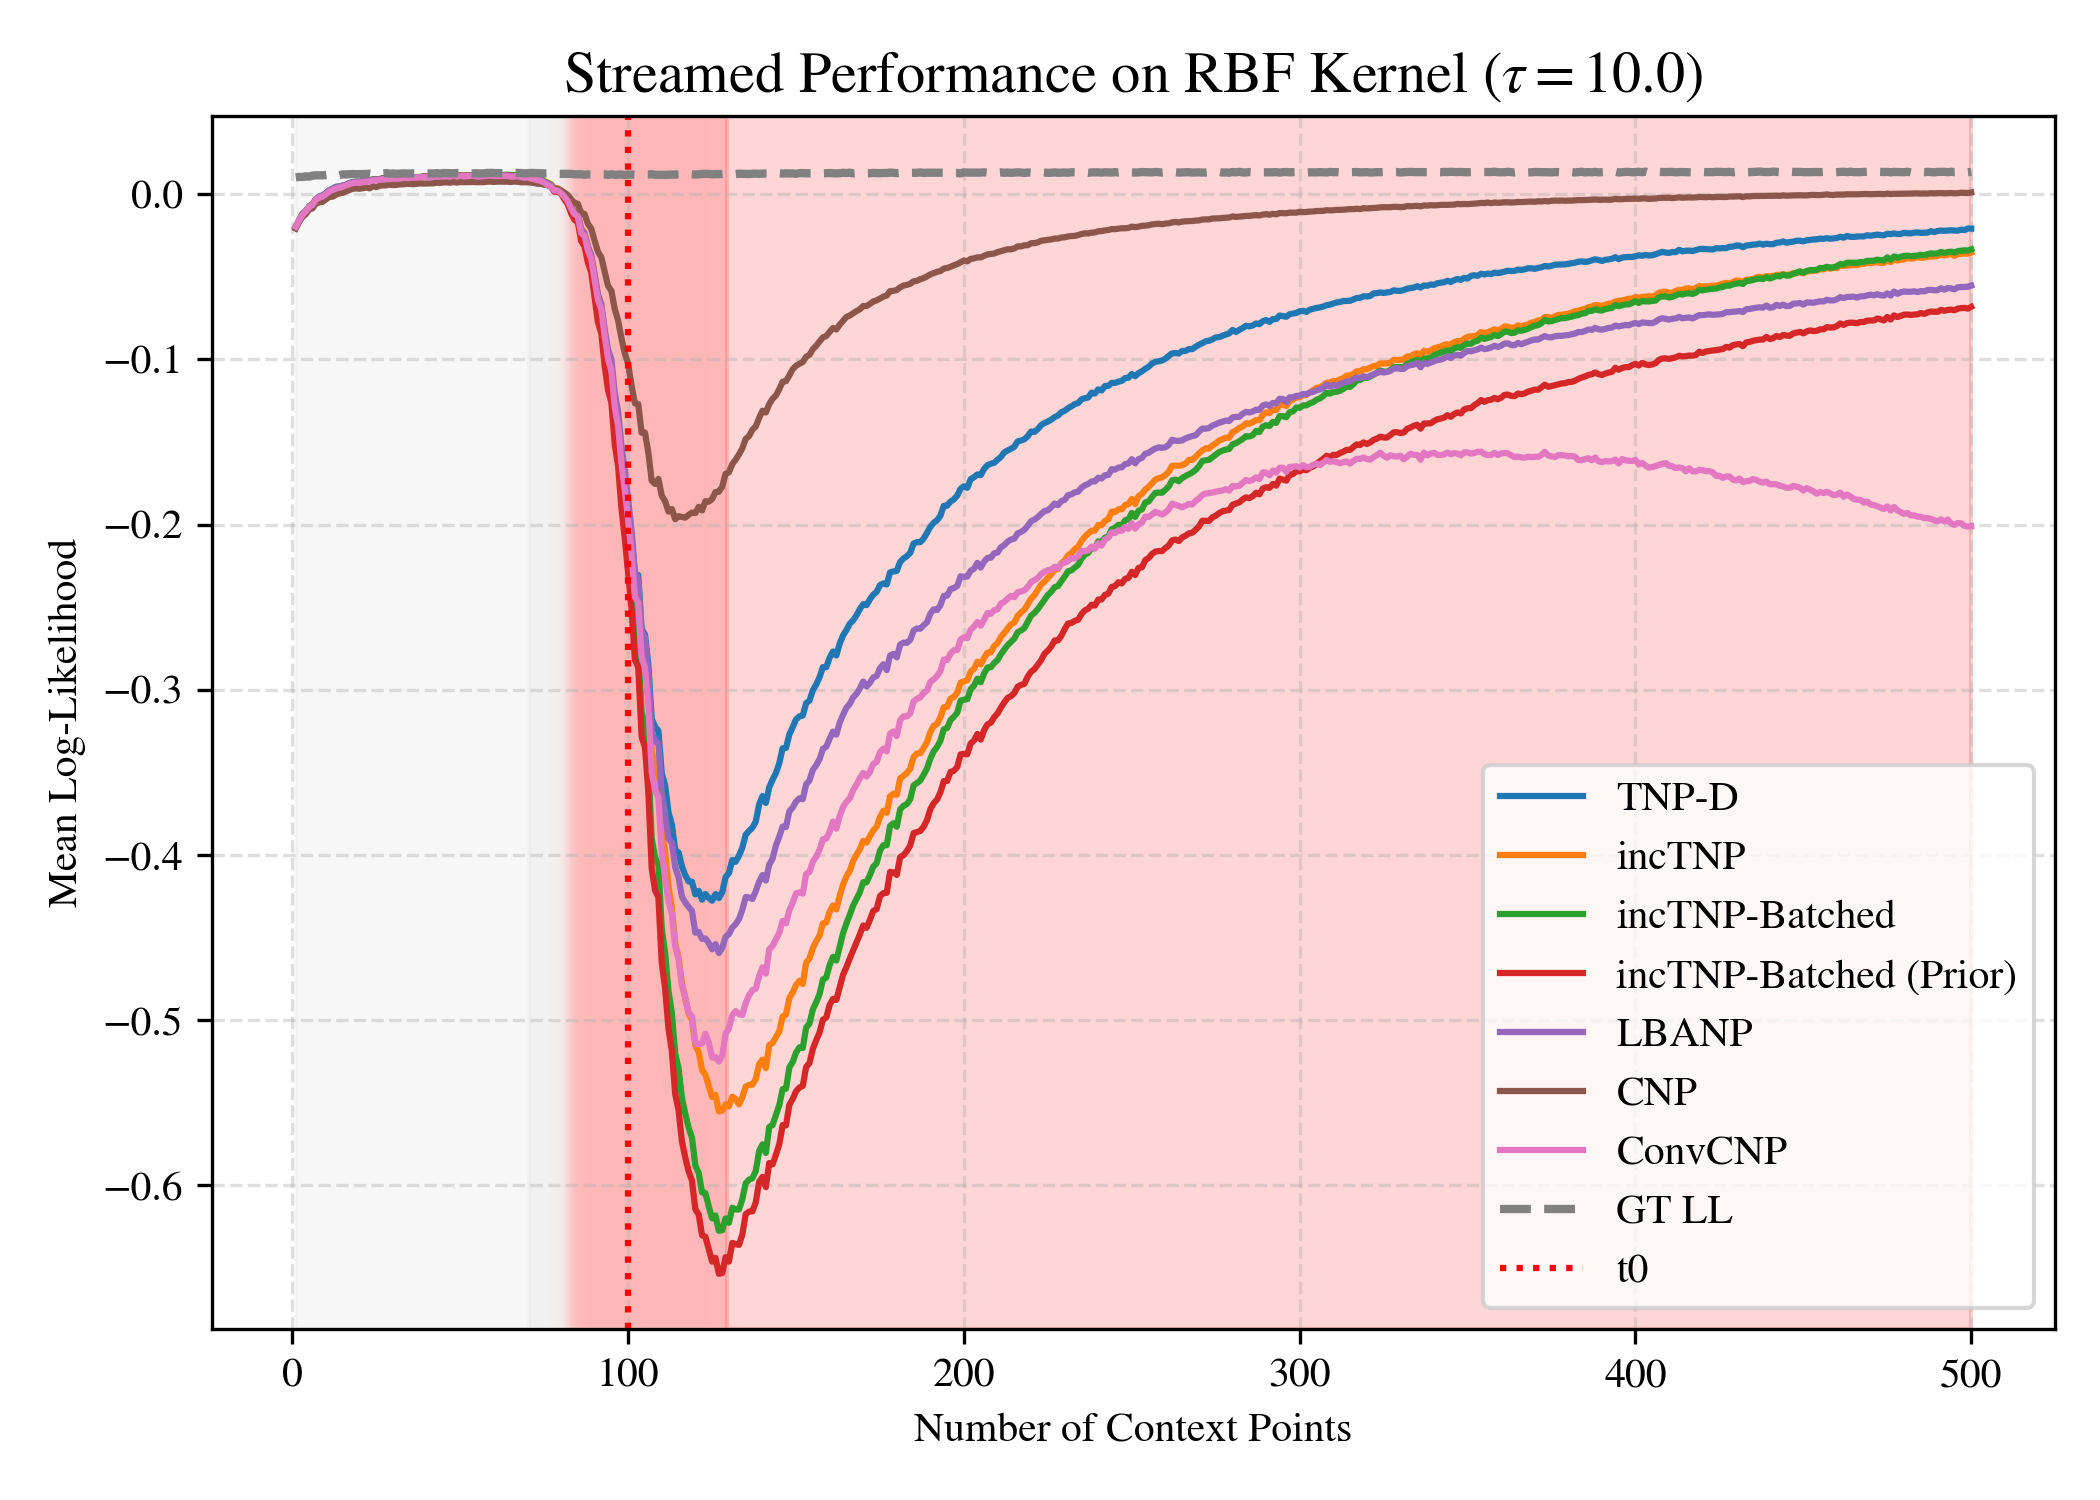 Streamed Performance on RBF Kernel (τ = 10.0)
Mean Log-Likelihood
0.0
−0.1
−0.2
−0.3
−0.4
−0.5
−0.6
TNP-D
incTNP
incTNP-Batched
incTNP-Batched (Prior)
LBANP
CNP
ConvCNP
GT LL
t0
0 100 200 300 400 500
Number of Context Points